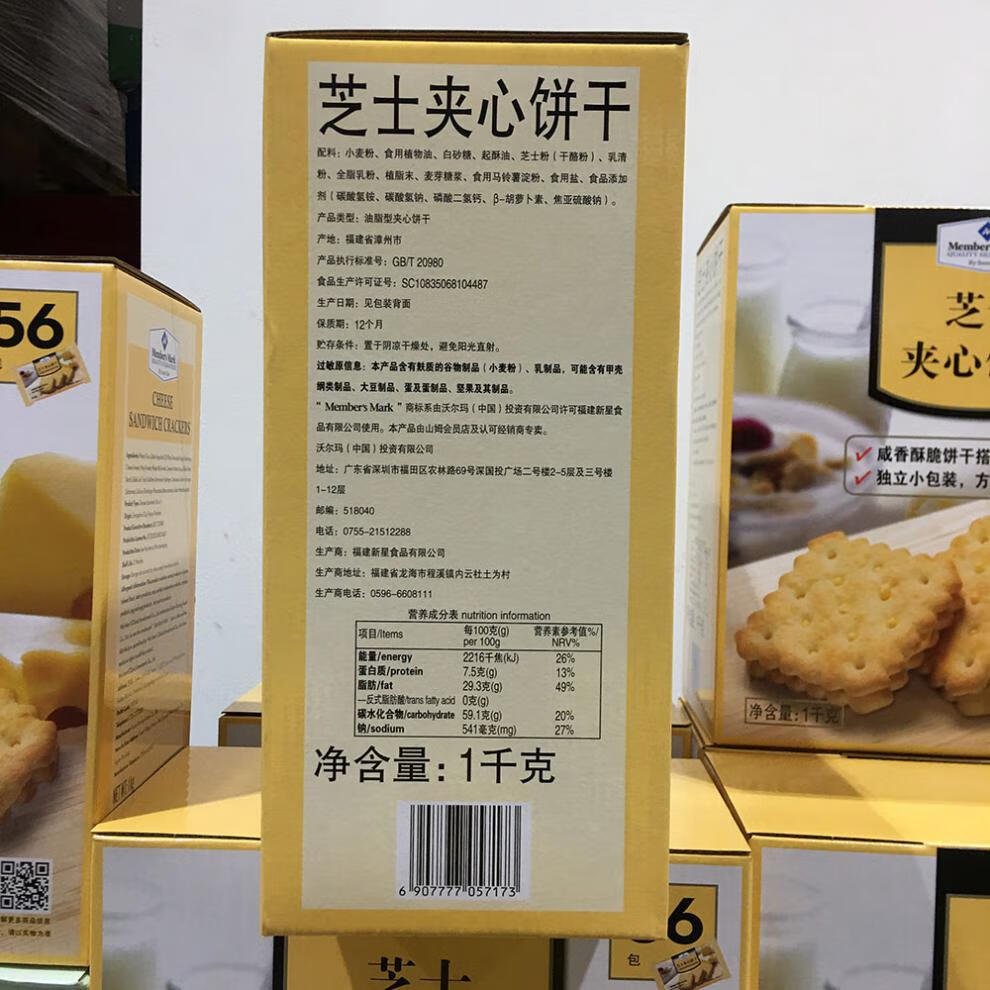 芝士夹心饼干
配料：小麦粉、食用植物油、白砂糖、起酥油、芝士粉（干酪粉）、乳清
粉、全脂乳粉、植脂末、麦芽糖浆、食用马铃薯淀粉、食用盐、食品添加
剂（碳酸氢铵、碳酸氢钠、磷酸二氢钙、β-胡萝卜素、焦亚硫酸钠）。
产品类型：油脂型夹心饼干
产地：福建省漳州市
产品执行标准号：GB/T 20980
食品生产许可证号：SC10835068104487
生产日期：见包装背面
保质期：12个月
贮存条件：置于阴凉干燥处，避免阳光直射。
过敏原信息：本产品含有麸质的谷物制品（小麦粉）、乳制品，可能含有甲壳
纲类制品、大豆制品、蛋及蛋制品、坚果及其制品。
“Member's Mark”商标系由沃尔玛（中国）投资有限公司许可福建新星食
品有限公司使用。本产品由山姆会员店及认可经销商专卖。
沃尔玛（中国）投资有限公司
地址：广东省深圳市福田区农林路69号深国投广场二号楼2-5层及三号楼
1-12层
邮编：518040
电话：0755-21512288
生产商：福建新星食品有限公司
生产商地址：福建省龙海市程溪镇内云社土为村
生产商电话：0596-6608111
营养成分表 nutrition information
项目/Items 每100克(g) per 100g 营养素参考值%/ NRV%
能量/energy 2216千焦(kJ) 26%
蛋白质/protein 7.5克(g) 13%
脂肪/fat 29.3克(g) 49%
—反式脂肪酸/trans fatty acid 0克(g)
碳水化合物/carbohydrate 59.1克(g) 20%
钠/sodium 541毫克(mg) 27%
净含量：1千克
6 907777 057173
56
Member's Mark
CHEESE
SANDWICH CRACKERS
Member's
芝
夹心
咸香酥脆饼干搭
独立小包装，方
净含量：1千克
芝士
6
包